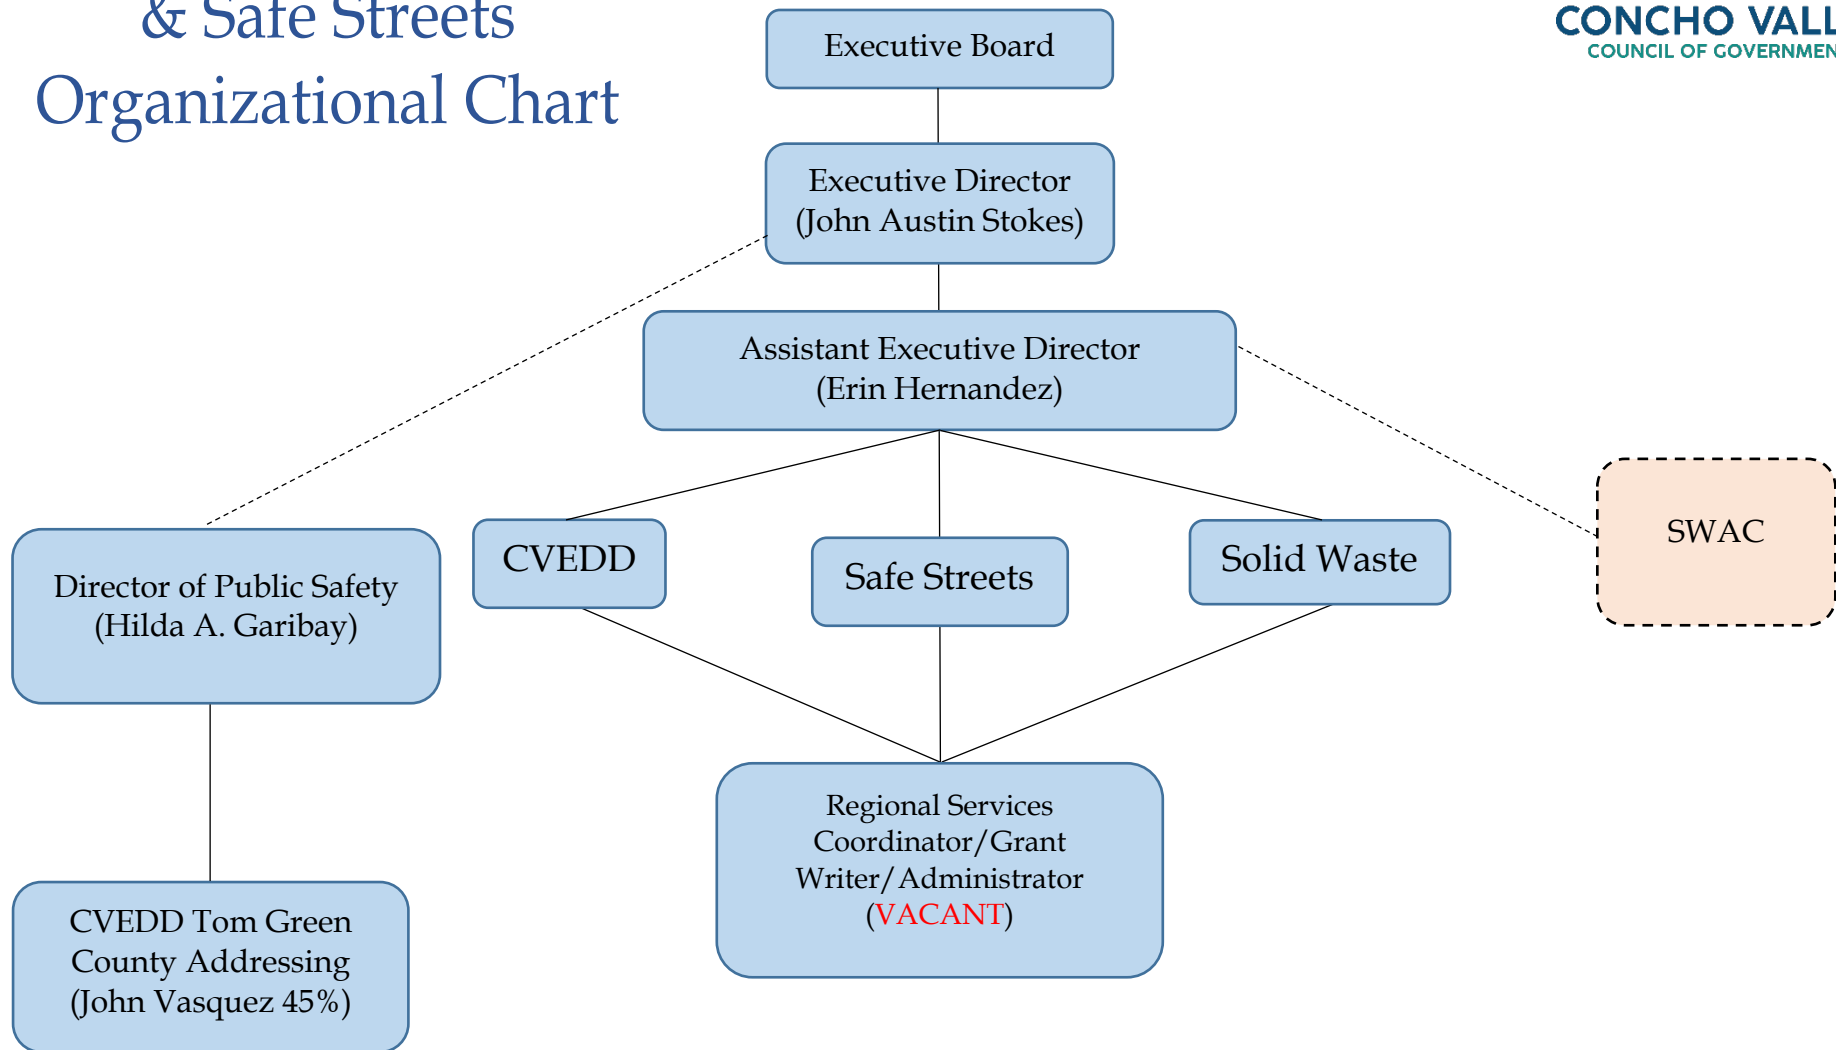 & Safe Streets
Organizational Chart
CONCHO VALL
COUNCIL OF GOVERNMEN
Executive Board
Executive Director
(John Austin Stokes)
Assistant Executive Director
(Erin Hernandez)
CVEDD
Safe Streets
Solid Waste
SWAC
Director of Public Safety
(Hilda A. Garibay)
Regional Services
Coordinator/Grant
Writer/Administrator
(VACANT)
CVEDD Tom Green
County Addressing
(John Vasquez 45%)